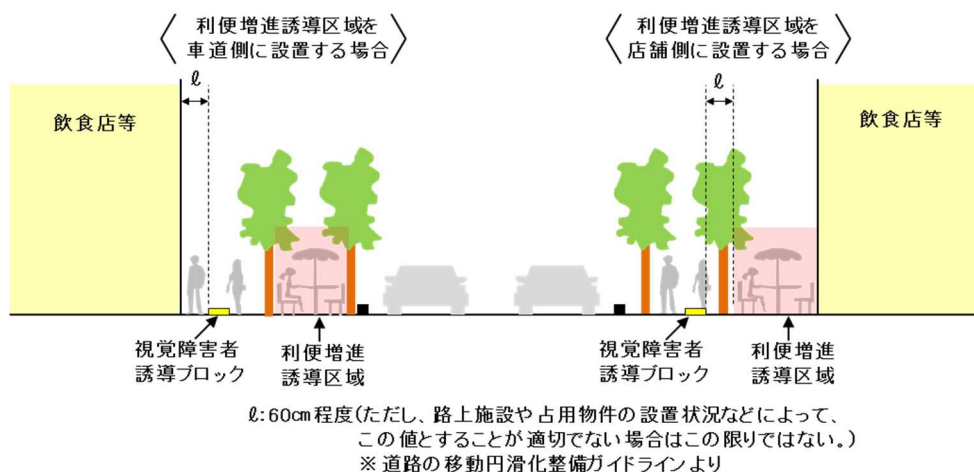 利便増進誘導区域を
車道側に設置する場合
利便増進誘導区域を
店舗側に設置する場合
ℓ
ℓ
飲食店等
飲食店等
視覚障害者
誘導ブロック
利便増進
誘導区域
視覚障害者
誘導ブロック
利便増進
誘導区域
ℓ:60cm程度(ただし、路上施設や占用物件の設置状況などによって、
この値とすることが適切でない場合はこの限りではない。)
※道路の移動円滑化整備ガイドラインより